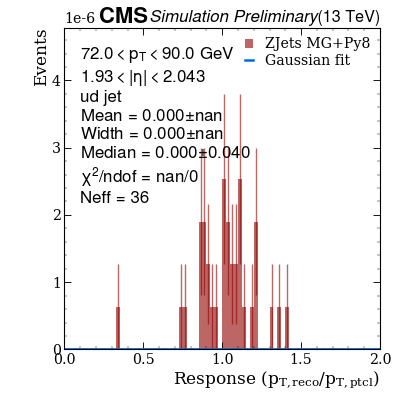 1e-6 CMS Simulation Preliminary (13 TeV)
Events
72.0 < pT < 90.0 GeV
1.93 < |η| < 2.043
ud jet
Mean = 0.000±nan
Width = 0.000±nan
Median = 0.000±0.040
χ²/ndof = nan/0
Neff = 36
ZJets MG+Py8
Gaussian fit
4
3
2
1
0
0.0 0.5 1.0 1.5 2.0
Response (pT,reco/pT,ptcl)